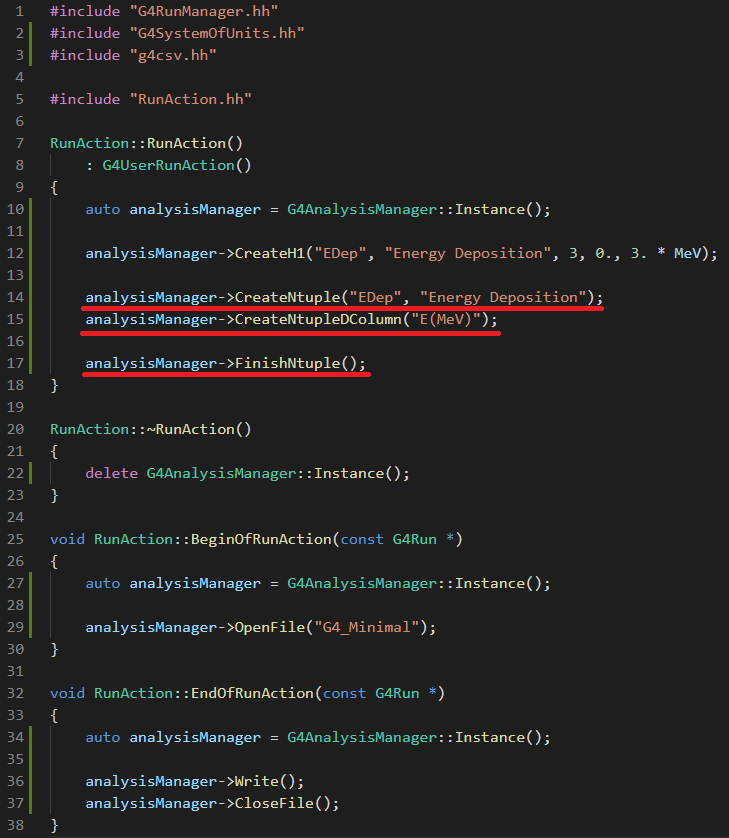 1 #include "G4RunManager.hh"
2 #include "G4SystemOfUnits.hh"
3 #include "g4csv.hh"
4
5 #include "RunAction.hh"
6
7 RunAction::RunAction()
8     : G4UserRunAction()
9 {
10     auto analysisManager = G4AnalysisManager::Instance();
11
12     analysisManager->CreateH1("EDep", "Energy Deposition", 3, 0., 3. * MeV);
13
14     analysisManager->CreateNtuple("EDep", "Energy Deposition");
15     analysisManager->CreateNtupleDColumn("E(MeV)");
16
17     analysisManager->FinishNtuple();
18 }
19
20 RunAction::~RunAction()
21 {
22     delete G4AnalysisManager::Instance();
23 }
24
25 void RunAction::BeginOfRunAction(const G4Run *)
26 {
27     auto analysisManager = G4AnalysisManager::Instance();
28
29     analysisManager->OpenFile("G4_Minimal");
30 }
31
32 void RunAction::EndOfRunAction(const G4Run *)
33 {
34     auto analysisManager = G4AnalysisManager::Instance();
35
36     analysisManager->Write();
37     analysisManager->CloseFile();
38 }